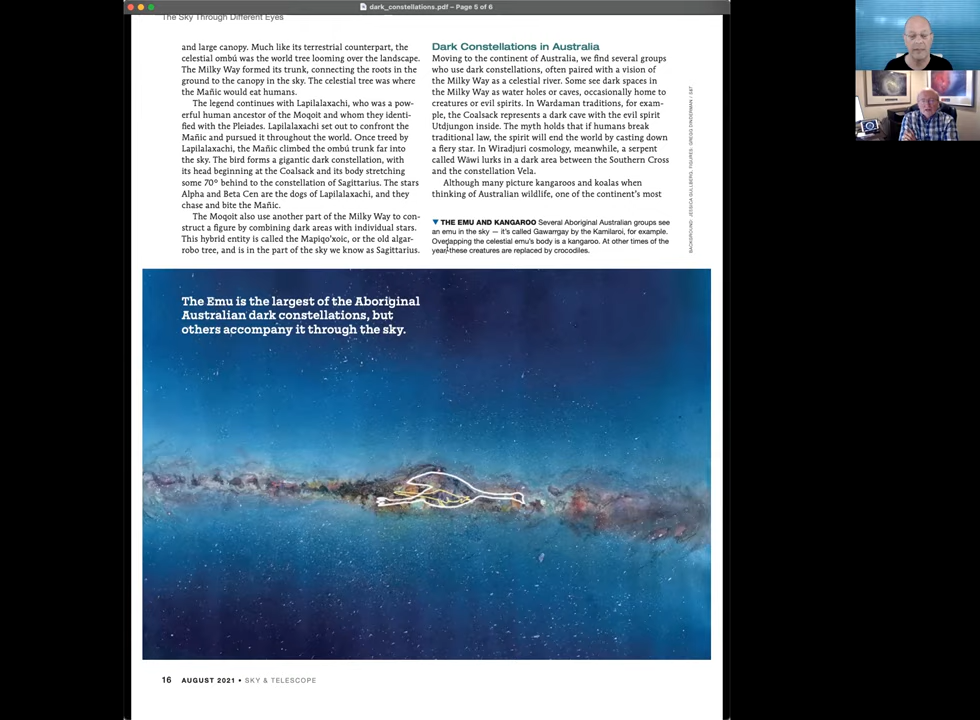 dark_constellations.pdf – Page 5 of 6
The Sky Through Different Eyes
and large canopy. Much like its terrestrial counterpart, the
celestial ombú was the world tree looming over the landscape.
The Milky Way formed its trunk, connecting the roots in the
ground to the canopy in the sky. The celestial tree was where
the Mañic would eat humans.
The legend continues with Lapilalaxachi, who was a pow-
erful human ancestor of the Moqoit and whom they identi-
fied with the Pleiades. Lapilalaxachi set out to confront the
Mañic and pursued it throughout the world. Once treed by
Lapilalaxachi, the Mañic climbed the ombú trunk far into
the sky. The bird forms a gigantic dark constellation, with
its head beginning at the Coalsack and its body stretching
some 70° behind to the constellation of Sagittarius. The stars
Alpha and Beta Cen are the dogs of Lapilalaxachi, and they
chase and bite the Mañic.
The Moqoit also use another part of the Milky Way to con-
struct a figure by combining dark areas with individual stars.
This hybrid entity is called the Mapiqo'xoic, or the old algar-
robo tree, and is in the part of the sky we know as Sagittarius.
Dark Constellations in Australia
Moving to the continent of Australia, we find several groups
who use dark constellations, often paired with a vision of
the Milky Way as a celestial river. Some see dark spaces in
the Milky Way as water holes or caves, occasionally home to
creatures or evil spirits. In Wardaman traditions, for exam-
ple, the Coalsack represents a dark cave with the evil spirit
Utdjungon inside. The myth holds that if humans break
traditional law, the spirit will end the world by casting down
a fiery star. In Wiradjuri cosmology, meanwhile, a serpent
called Wáwi lurks in a dark area between the Southern Cross
and the constellation Vela.
Although many picture kangaroos and koalas when
thinking of Australian wildlife, one of the continent's most
▼ THE EMU AND KANGAROO Several Aboriginal Australian groups see
an emu in the sky — it's called Gawarrgay by the Kamilaroi, for example.
Overlapping the celestial emu's body is a kangaroo. At other times of the
year these creatures are replaced by crocodiles.
BACKGROUND: JESSICA GULLBERG; FIGURES: GREGG DINDERMAN / S&T
The Emu is the largest of the Aboriginal
Australian dark constellations, but
others accompany it through the sky.
16 AUGUST 2021 • SKY & TELESCOPE